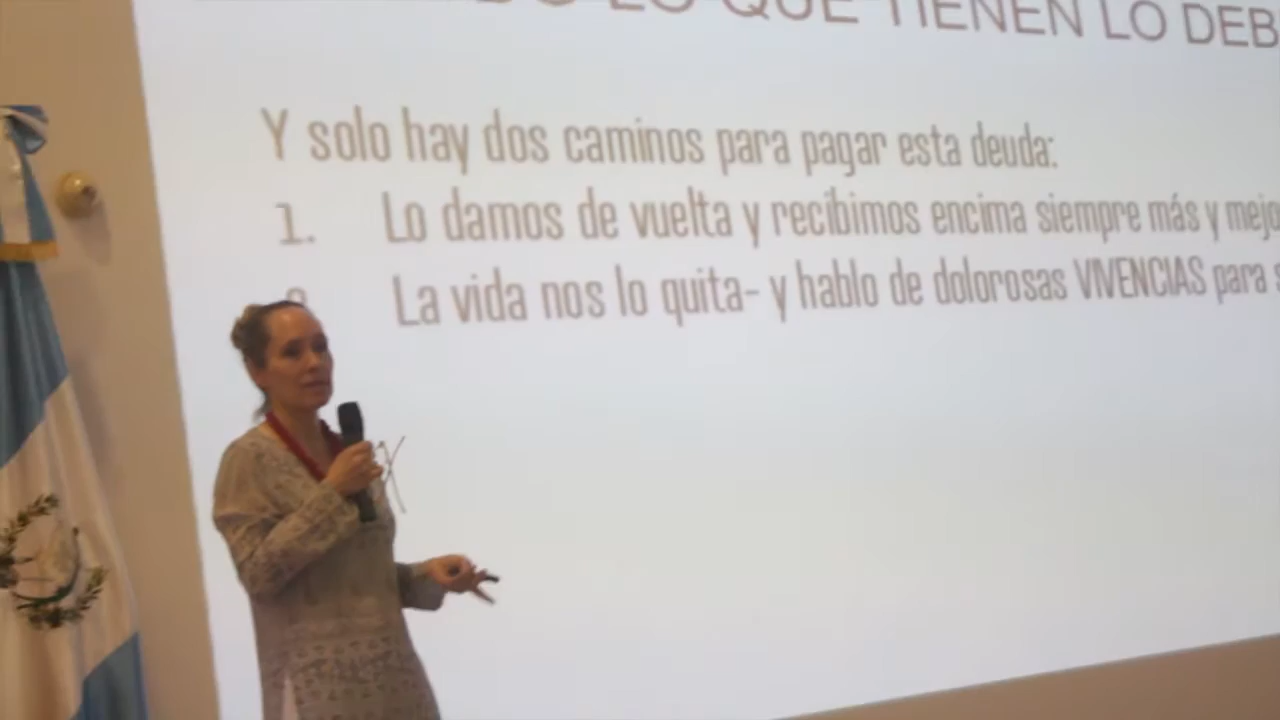 LO QUE TIENEN LO DEB
Y solo hay dos caminos para pagar esta deuda:
1. Lo damos de vuelta y recibimos encima siempre más y mejo
La vida nos lo quita- y hablo de dolorosas VIVENCIAS para s